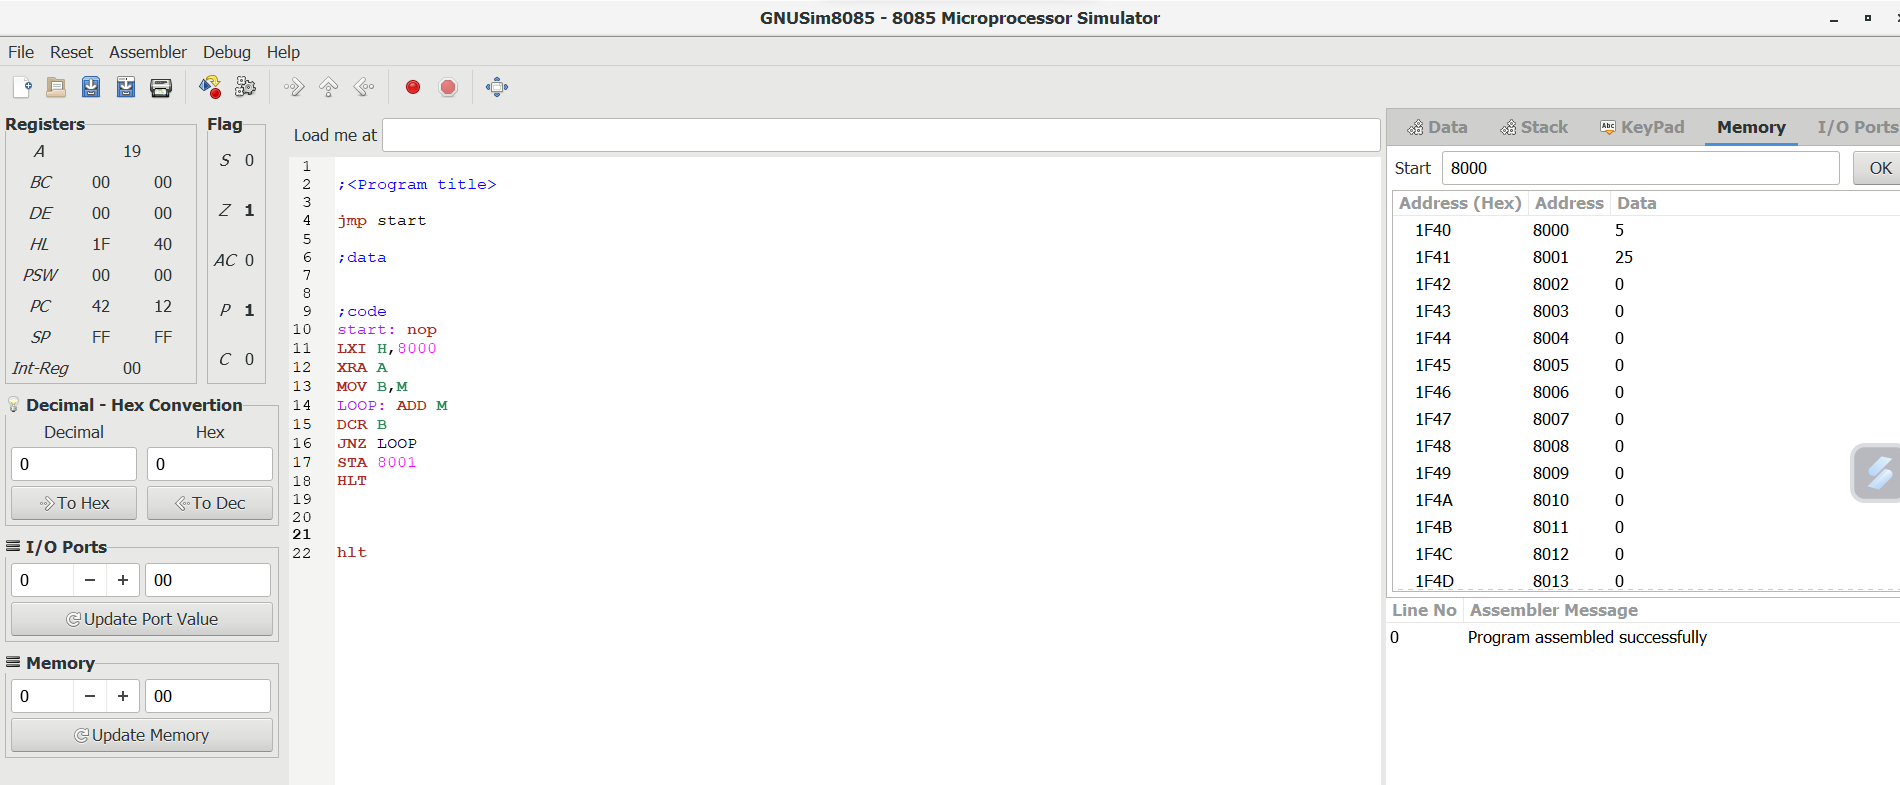 GNUSim8085 - 8085 Microprocessor Simulator
File Reset Assembler Debug Help
Registers
A 19
BC 00 00
DE 00 00
HL 1F 40
PSW 00 00
PC 42 12
SP FF FF
Int-Reg 00
Flag
S 0
Z 1
AC 0
P 1
C 0
Decimal - Hex Convertion
Decimal Hex
0 0
To Hex To Dec
I/O Ports
0 − + 00
Update Port Value
Memory
0 − + 00
Update Memory
Load me at
1
2 ;<Program title>
3
4 jmp start
5
6 ;data
7
8
9 ;code
10 start: nop
11 LXI H,8000
12 XRA A
13 MOV B,M
14 LOOP: ADD M
15 DCR B
16 JNZ LOOP
17 STA 8001
18 HLT
19
20
21
22 hlt
Data Stack Abc KeyPad Memory I/O Ports
Start 8000 OK
Address (Hex) Address Data
1F40 8000 5
1F41 8001 25
1F42 8002 0
1F43 8003 0
1F44 8004 0
1F45 8005 0
1F46 8006 0
1F47 8007 0
1F48 8008 0
1F49 8009 0
1F4A 8010 0
1F4B 8011 0
1F4C 8012 0
1F4D 8013 0
Line No Assembler Message
0 Program assembled successfully